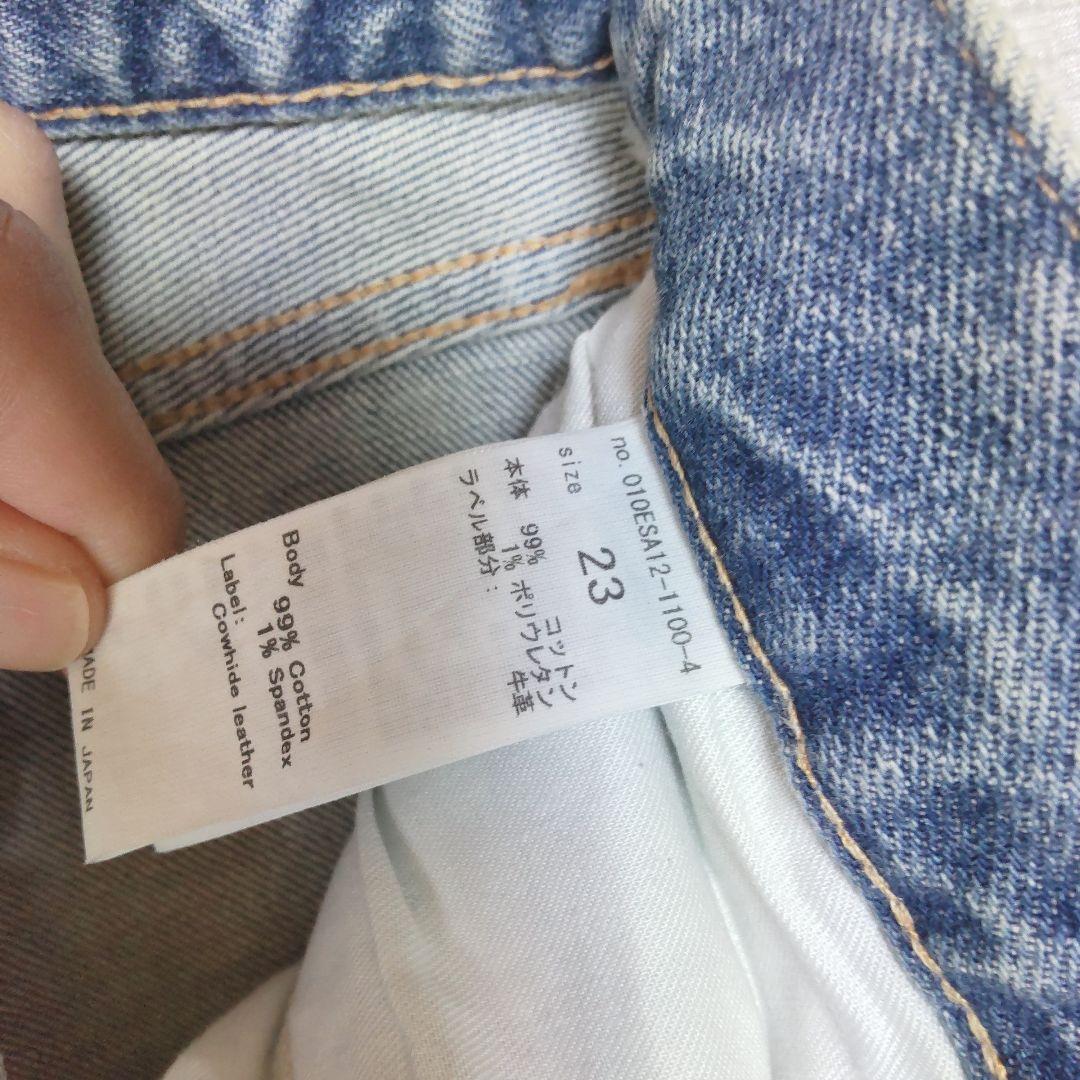 no. 010ESA12-1100-4
size 23
本体 99% コットン
1% ポリウレタン
ラベル部分: 牛革
Body 99% Cotton
1% Spandex
Label: Cowhide leather
MADE IN JAPAN